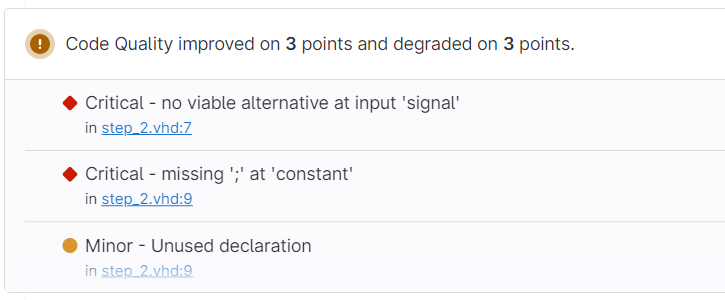 Code Quality improved on 3 points and degraded on 3 points.
Critical - no viable alternative at input 'signal'
in step_2.vhd:7
Critical - missing ';' at 'constant'
in step_2.vhd:9
Minor - Unused declaration
in step_2.vhd:9